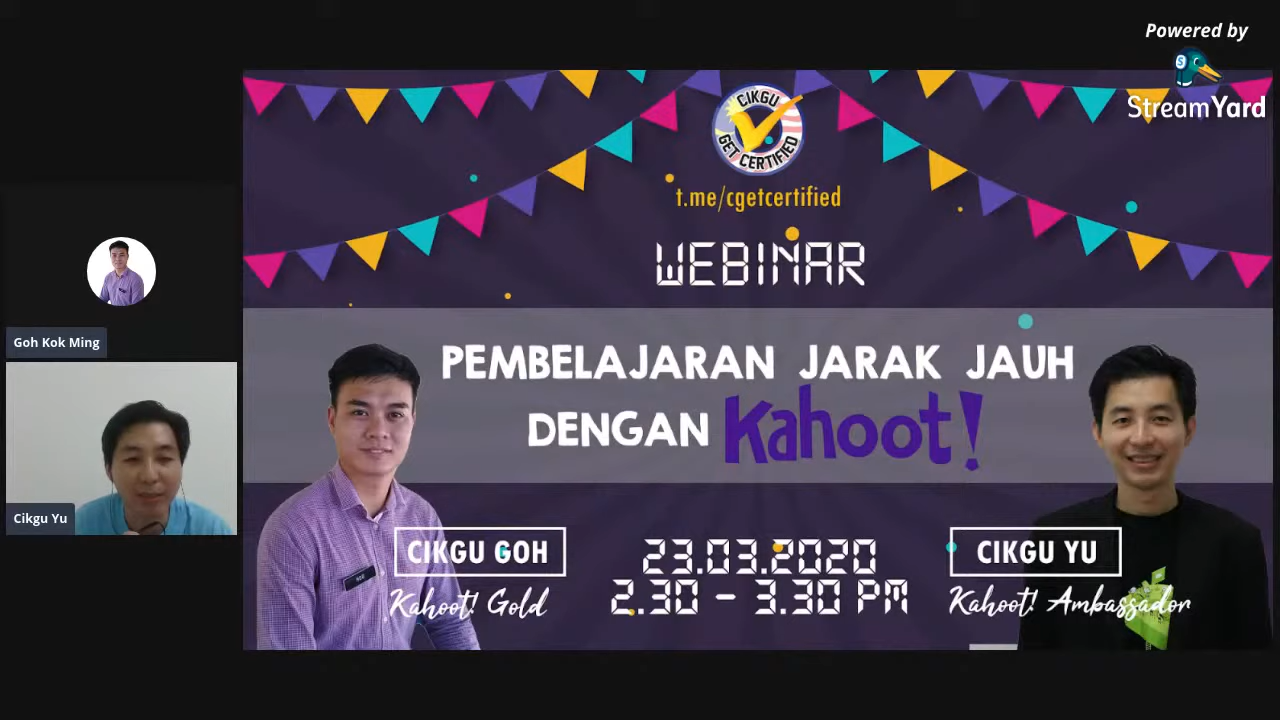 Powered by
StreamYard
CIKGU
GET CERTIFIED
t.me/cgetcertified
WEBINAR
PEMBELAJARAN JARAK JAUH
DENGAN Kahoot!
Goh Kok Ming
Cikgu Yu
CIKGU GOH
Kahoot! Gold
23.03.2020
2.30 - 3.30 PM
CIKGU YU
Kahoot! Ambassador